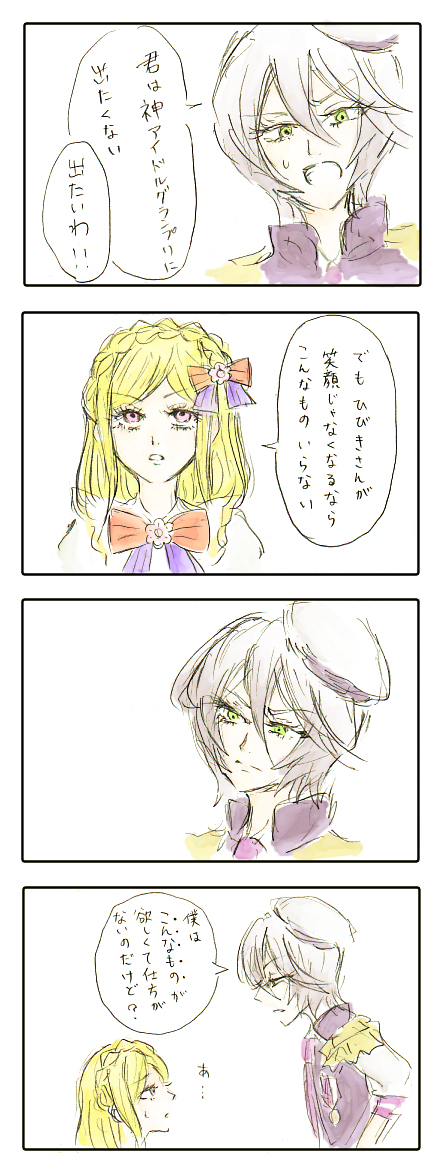 君は神アイドルグランプリに
出たくない
出たいわ!!
でも ひびきさんが
笑顔じゃなくなるなら
こんなもの いらない
僕は
こんなものが
欲しくて仕方が
ないのだけど?
あ…